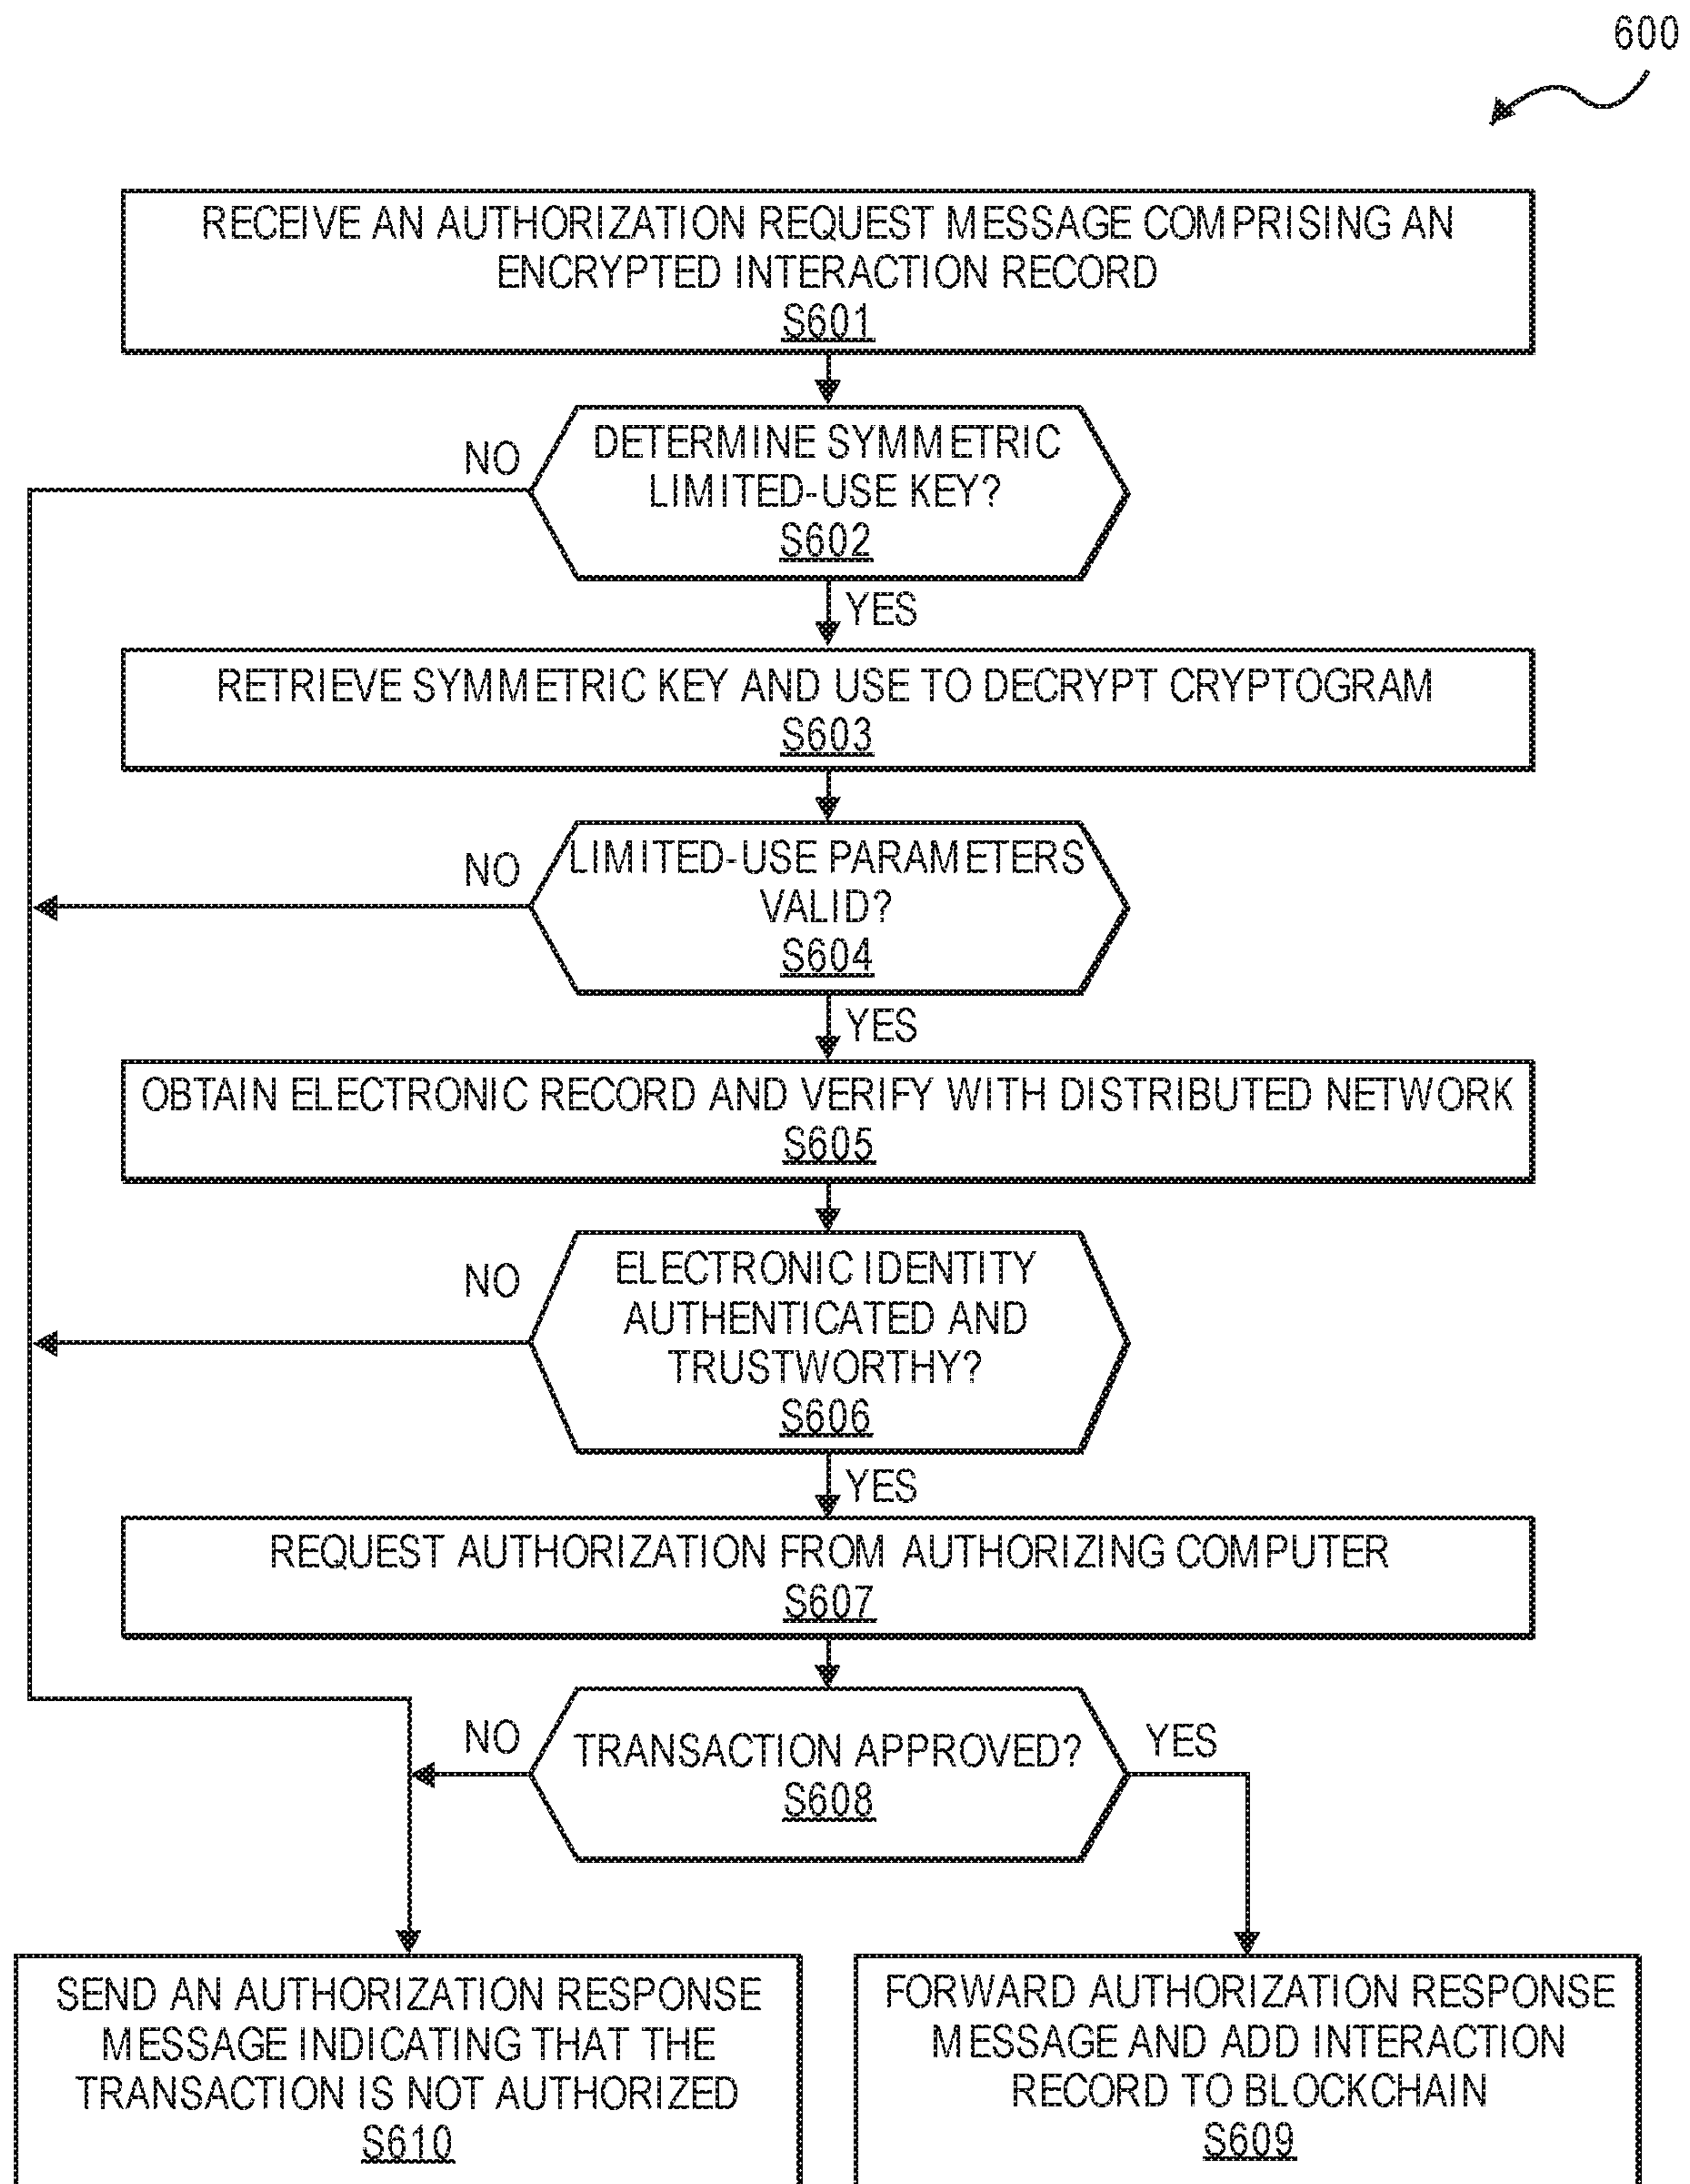 600
RECEIVE AN AUTHORIZATION REQUEST MESSAGE COMPRISING AN
ENCRYPTED INTERACTION RECORD
S601
DETERMINE SYMMETRIC
LIMITED-USE KEY?
S602
NO
YES
RETRIEVE SYMMETRIC KEY AND USE TO DECRYPT CRYPTOGRAM
S603
LIMITED-USE PARAMETERS
VALID?
S604
NO
YES
OBTAIN ELECTRONIC RECORD AND VERIFY WITH DISTRIBUTED NETWORK
S605
ELECTRONIC IDENTITY
AUTHENTICATED AND
TRUSTWORTHY?
S606
NO
YES
REQUEST AUTHORIZATION FROM AUTHORIZING COMPUTER
S607
TRANSACTION APPROVED?
S608
NO
YES
SEND AN AUTHORIZATION RESPONSE
MESSAGE INDICATING THAT THE
TRANSACTION IS NOT AUTHORIZED
S610
FORWARD AUTHORIZATION RESPONSE
MESSAGE AND ADD INTERACTION
RECORD TO BLOCKCHAIN
S609